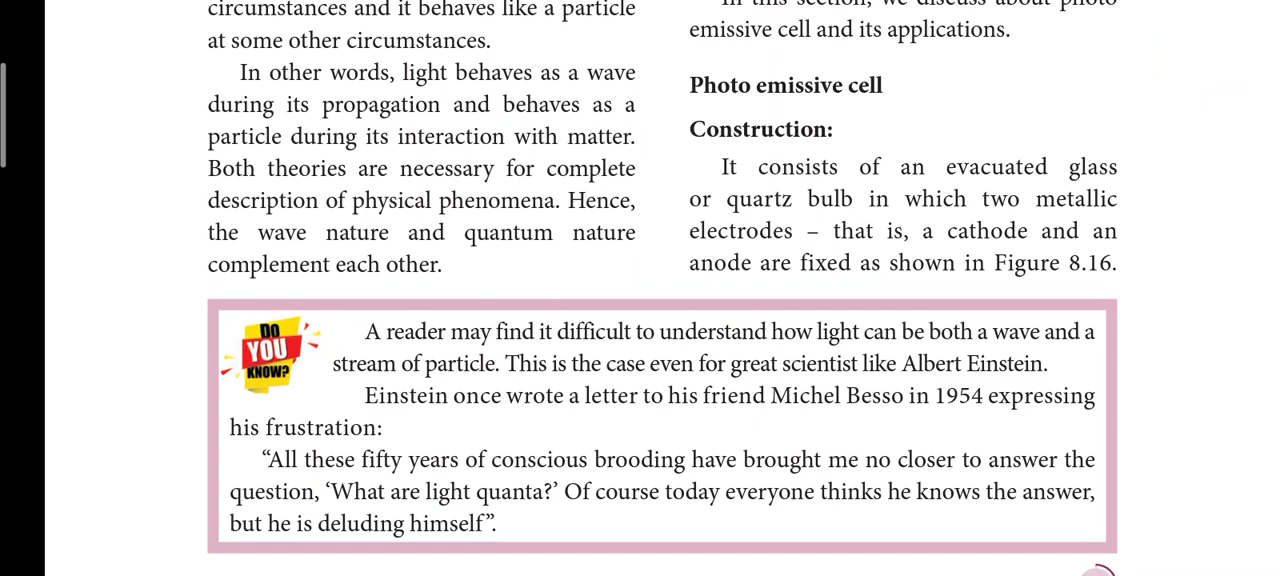 circumstances and it behaves like a particle
at some other circumstances.
In other words, light behaves as a wave
during its propagation and behaves as a
particle during its interaction with matter.
Both theories are necessary for complete
description of physical phenomena. Hence,
the wave nature and quantum nature
complement each other.
In this section, we discuss about photo
emissive cell and its applications.
Photo emissive cell
Construction:
It consists of an evacuated glass
or quartz bulb in which two metallic
electrodes – that is, a cathode and an
anode are fixed as shown in Figure 8.16.
DO
YOU
KNOW?
A reader may find it difficult to understand how light can be both a wave and a
stream of particle. This is the case even for great scientist like Albert Einstein.
Einstein once wrote a letter to his friend Michel Besso in 1954 expressing
his frustration:
“All these fifty years of conscious brooding have brought me no closer to answer the
question, ‘What are light quanta?’ Of course today everyone thinks he knows the answer,
but he is deluding himself”.